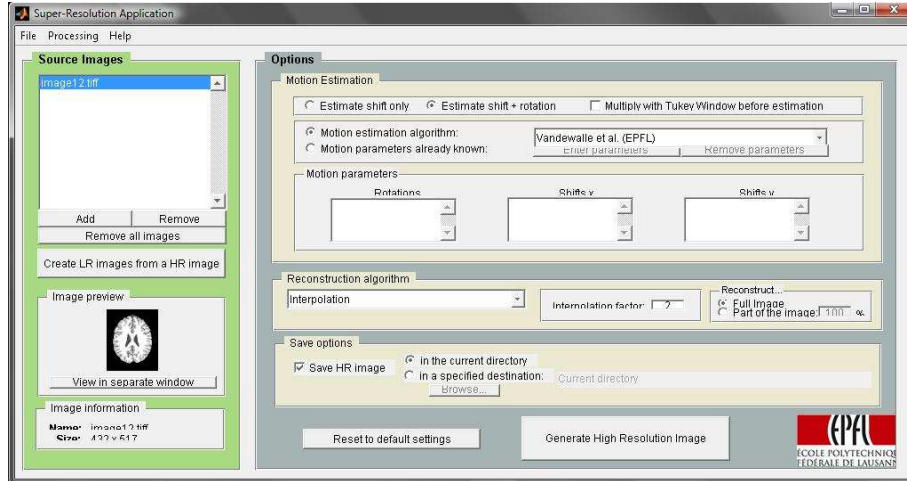 Super-Resolution Application
File Processing Help
Source Images
image12.tiff
Add Remove
Remove all images
Create LR images from a HR image
Image preview
View in separate window
Image information
Name: image12.tiff
Size: 432 x 517
Options
Motion Estimation
Estimate shift only Estimate shift + rotation Multiply with Tukey Window before estimation
Motion estimation algorithm: Vandewalle et al. (EPFL)
Motion parameters already known: Enter parameters Remove parameters
Motion parameters
Rotations Shifts x Shifts y
Reconstruction algorithm
Interpolation
Interpolation factor: 2
Reconstruct...
Full Image
Part of the image: 100 %
Save options
Save HR image
in the current directory
in a specified destination: Current directory
Browse...
Reset to default settings
Generate High Resolution Image
EPFL
ÉCOLE POLYTECHNIQ
FÉDÉRALE DE LAUSAN